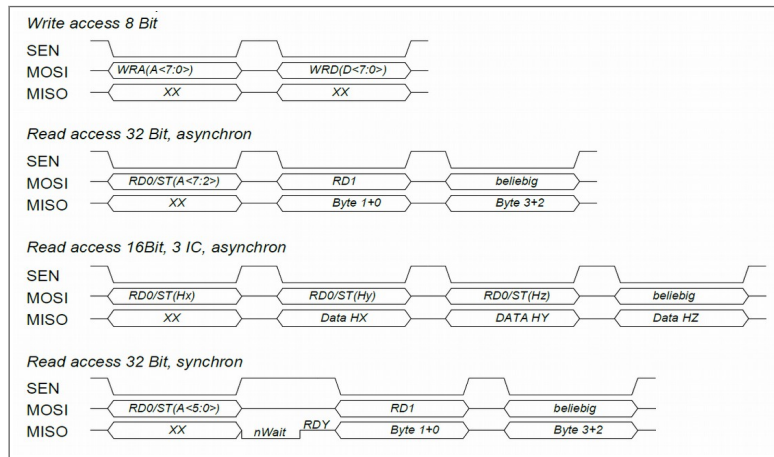 Write access 8 Bit
SEN
MOSI WRA(A<7:0>) WRD(D<7:0>)
MISO XX XX
Read access 32 Bit, asynchron
SEN
MOSI RD0/ST(A<7:2>) RD1 beliebig
MISO XX Byte 1+0 Byte 3+2
Read access 16Bit, 3 IC, asynchron
SEN
MOSI RD0/ST(Hx) RD0/ST(Hy) RD0/ST(Hz) beliebig
MISO XX Data HX DATA HY Data HZ
Read access 32 Bit, synchron
SEN
MOSI RD0/ST(A<5:0>) RD1 beliebig
MISO XX nWait RDY Byte 1+0 Byte 3+2